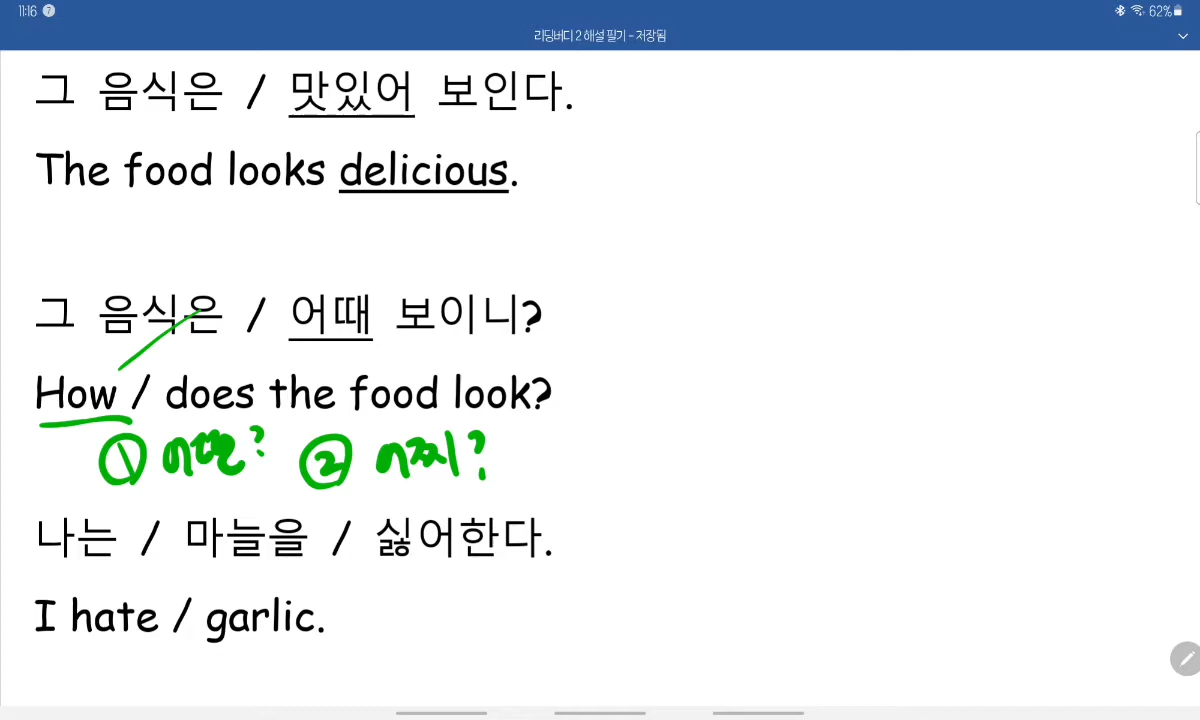 11:16 7 62%
리딩버디 2 해설 필기 - 저장됨
그 음식은 / 맛있어 보인다.
The food looks delicious.
그 음식은 / 어때 보이니?
How / does the food look?
① 어떤? ② 어찌?
나는 / 마늘을 / 싫어한다.
I hate / garlic.